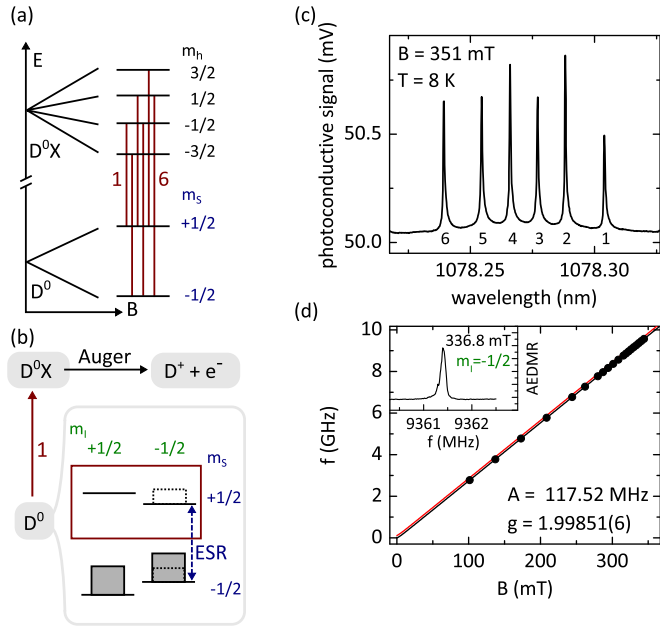 (a)
E
m_h
3/2
1/2
-1/2
D⁰X
-3/2
1
6
m_S
+1/2
D⁰
-1/2
B
(b)
D⁰X
Auger
D⁺ + e⁻
1
m_I
+1/2
-1/2
m_S
+1/2
D⁰
ESR
-1/2
(c)
photoconductive signal (mV)
B = 351 mT
T = 8 K
50.5
50.0
6
5
4
3
2
1
1078.25
1078.30
wavelength (nm)
(d)
10
8
6
4
2
0
f (GHz)
336.8 mT
m_I=-1/2
AEDMR
9361
9362
f (MHz)
A = 117.52 MHz
g = 1.99851(6)
0
100
200
300
B (mT)